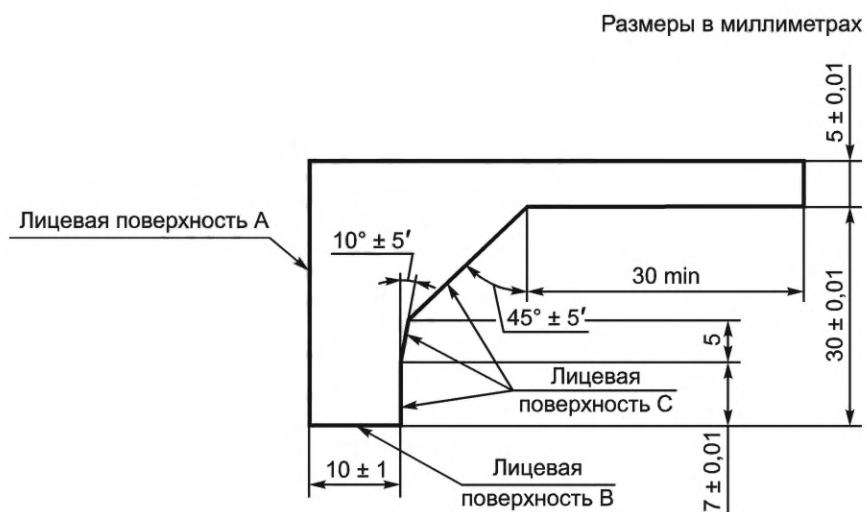 Размеры в миллиметрах
5 ± 0,01
Лицевая поверхность A
10° ± 5′
30 min
45° ± 5′
30 ± 0,01
5
Лицевая
поверхность C
10 ± 1
Лицевая
поверхность B
7 ± 0,01